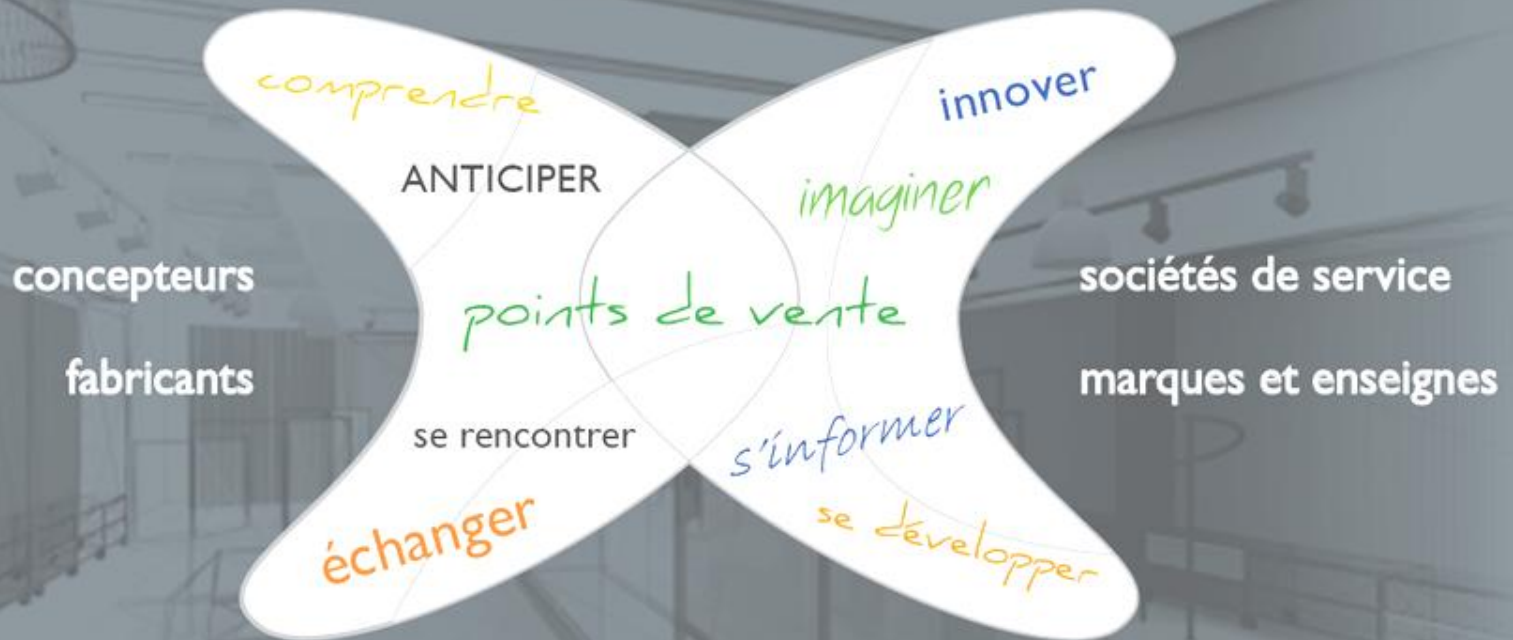 comprendre
innover
ANTICIPER
imaginer
concepteurs
sociétés de service
points de vente
fabricants
marques et enseignes
se rencontrer
s'informer
échanger
se développer